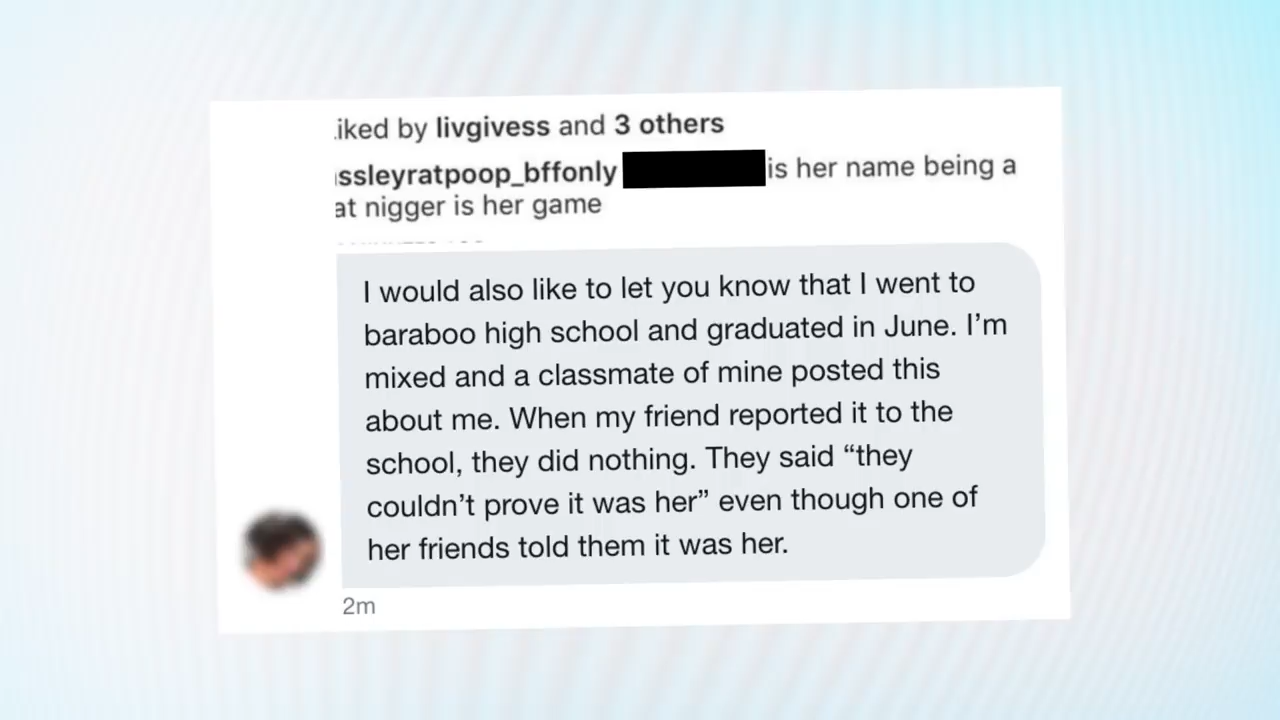 iked by livgivess and 3 others
ssleyratpoop_bffonly is her name being a
at nigger is her game
I would also like to let you know that I went to
baraboo high school and graduated in June. I’m
mixed and a classmate of mine posted this
about me. When my friend reported it to the
school, they did nothing. They said “they
couldn’t prove it was her” even though one of
her friends told them it was her.
2m